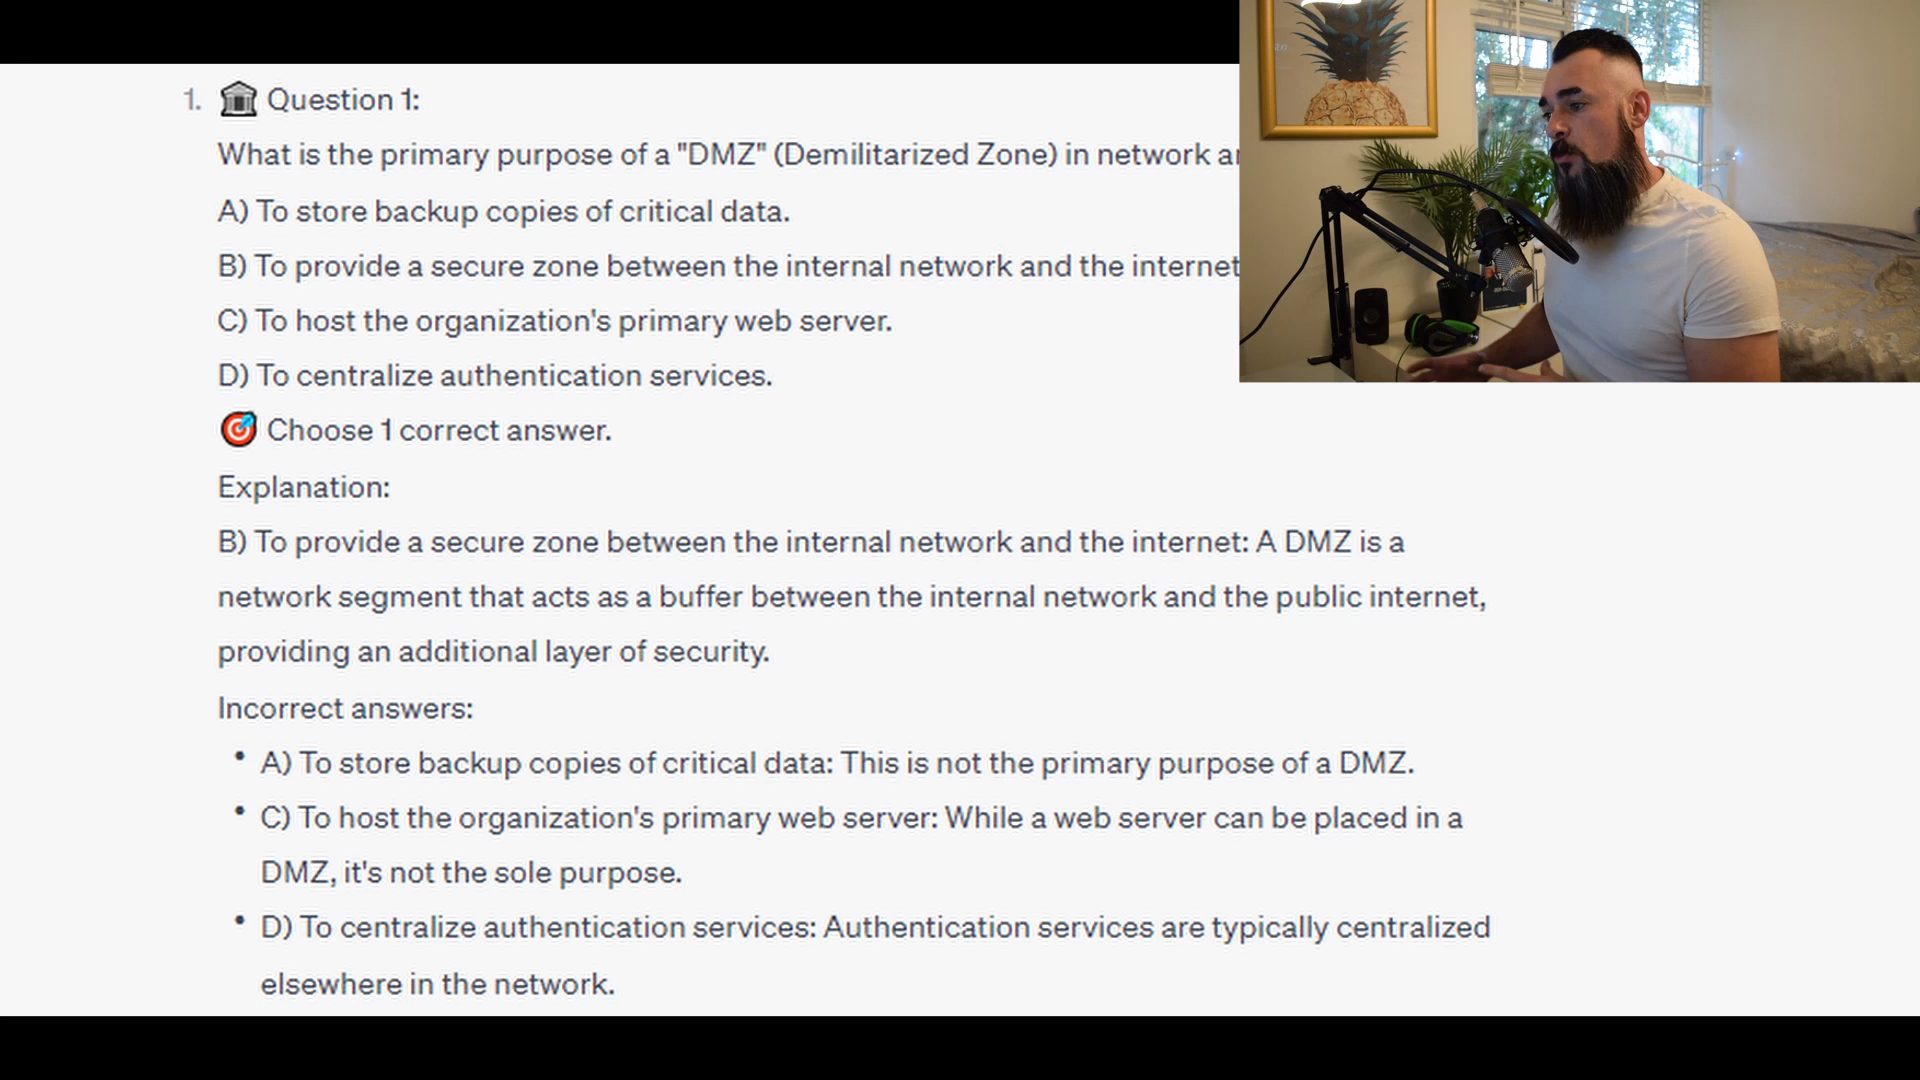 1. 🏛 Question 1:
What is the primary purpose of a "DMZ" (Demilitarized Zone) in network
A) To store backup copies of critical data.
B) To provide a secure zone between the internal network and the internet
C) To host the organization's primary web server.
D) To centralize authentication services.
🎯 Choose 1 correct answer.
Explanation:
B) To provide a secure zone between the internal network and the internet: A DMZ is a
network segment that acts as a buffer between the internal network and the public internet,
providing an additional layer of security.
Incorrect answers:
• A) To store backup copies of critical data: This is not the primary purpose of a DMZ.
• C) To host the organization's primary web server: While a web server can be placed in a
DMZ, it's not the sole purpose.
• D) To centralize authentication services: Authentication services are typically centralized
elsewhere in the network.